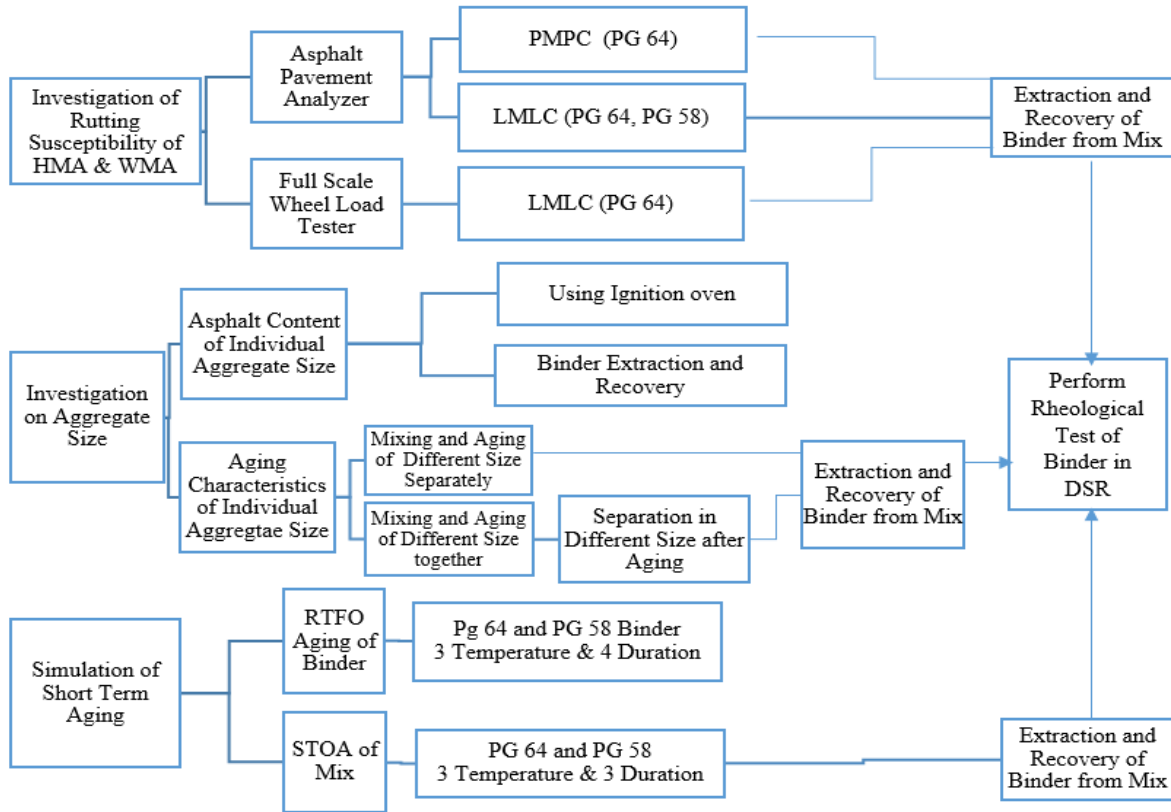 Investigation of
Rutting
Susceptibility of
HMA & WMA
Asphalt
Pavement
Analyzer
Full Scale
Wheel Load
Tester
PMPC (PG 64)
LMLC (PG 64, PG 58)
LMLC (PG 64)
Extraction and
Recovery of
Binder from Mix
Investigation
on Aggregate
Size
Asphalt Content
of Individual
Aggregate Size
Using Ignition oven
Binder Extraction and
Recovery
Aging
Characteristics
of Individual
Aggregtae Size
Mixing and Aging
of Different Size
Separately
Mixing and Aging
of Different Size
together
Separation in
Different Size after
Aging
Extraction and
Recovery of
Binder from Mix
Perform
Rheological
Test of
Binder in
DSR
Simulation of
Short Term
Aging
RTFO
Aging of
Binder
Pg 64 and PG 58 Binder
3 Temperature & 4 Duration
STOA of
Mix
PG 64 and PG 58
3 Temperature & 3 Duration
Extraction and
Recovery of
Binder from Mix